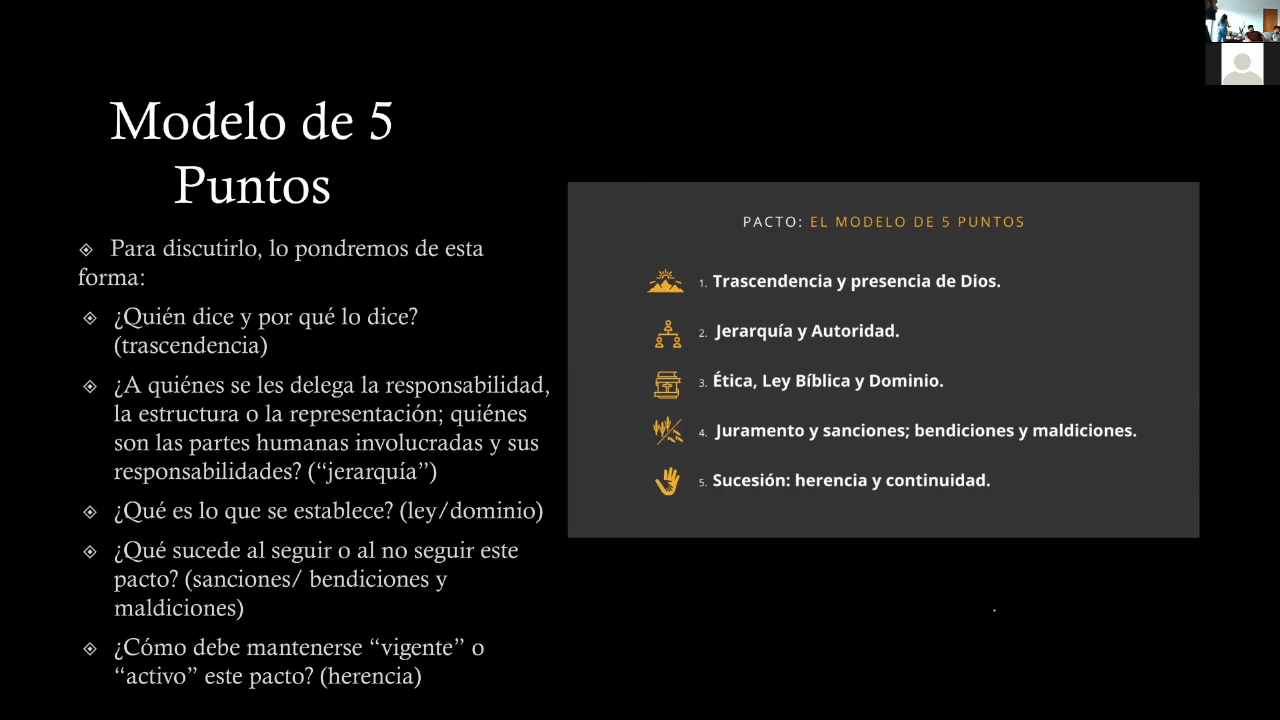 Modelo de 5
Puntos
Para discutirlo, lo pondremos de esta
forma:
¿Quién dice y por qué lo dice?
(trascendencia)
¿A quiénes se les delega la responsabilidad,
la estructura o la representación; quiénes
son las partes humanas involucradas y sus
responsabilidades? (“jerarquía”)
¿Qué es lo que se establece? (ley/dominio)
¿Qué sucede al seguir o al no seguir este
pacto? (sanciones/ bendiciones y
maldiciones)
¿Cómo debe mantenerse “vigente” o
“activo” este pacto? (herencia)
PACTO: EL MODELO DE 5 PUNTOS
1. Trascendencia y presencia de Dios.
2. Jerarquía y Autoridad.
3. Ética, Ley Bíblica y Dominio.
4. Juramento y sanciones; bendiciones y maldiciones.
5. Sucesión: herencia y continuidad.